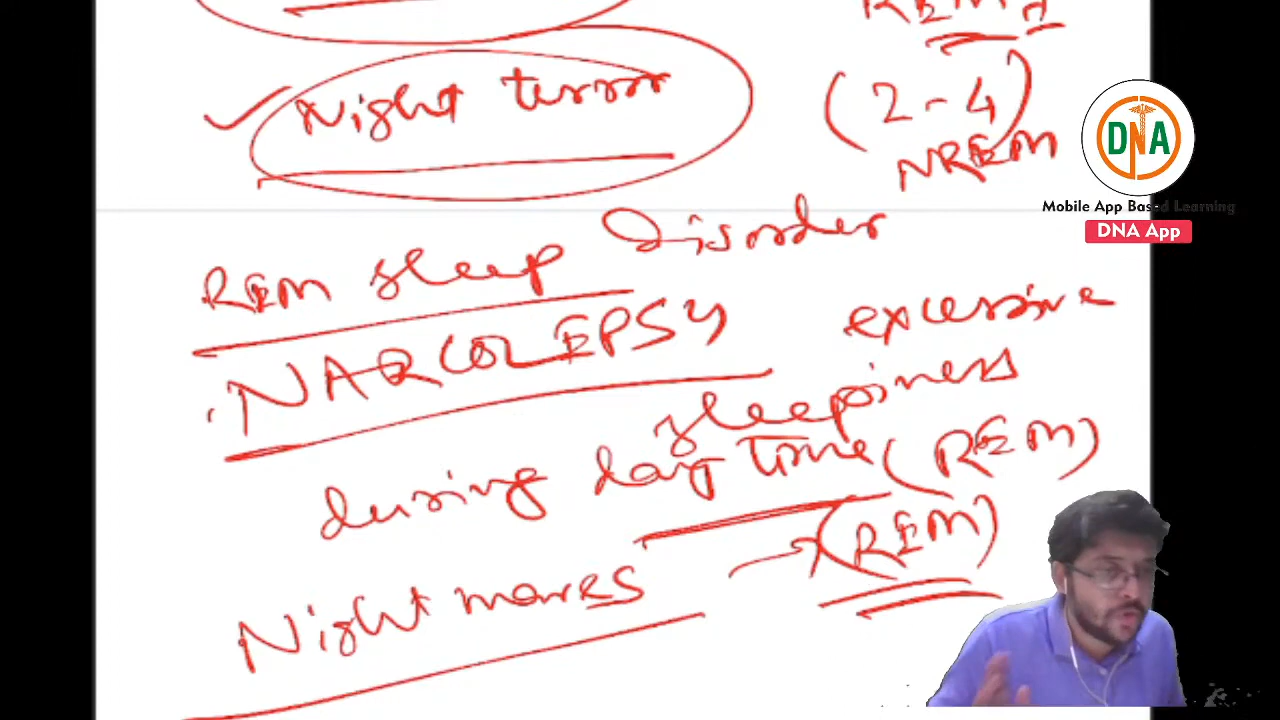 Night terror
(2-4)
NREM
DNA
Mobile App Based Learning
DNA App
REM sleep Disorder
NARCOLEPSY excessive
sleepiness
during day time (REM)
Night mares → (REM)